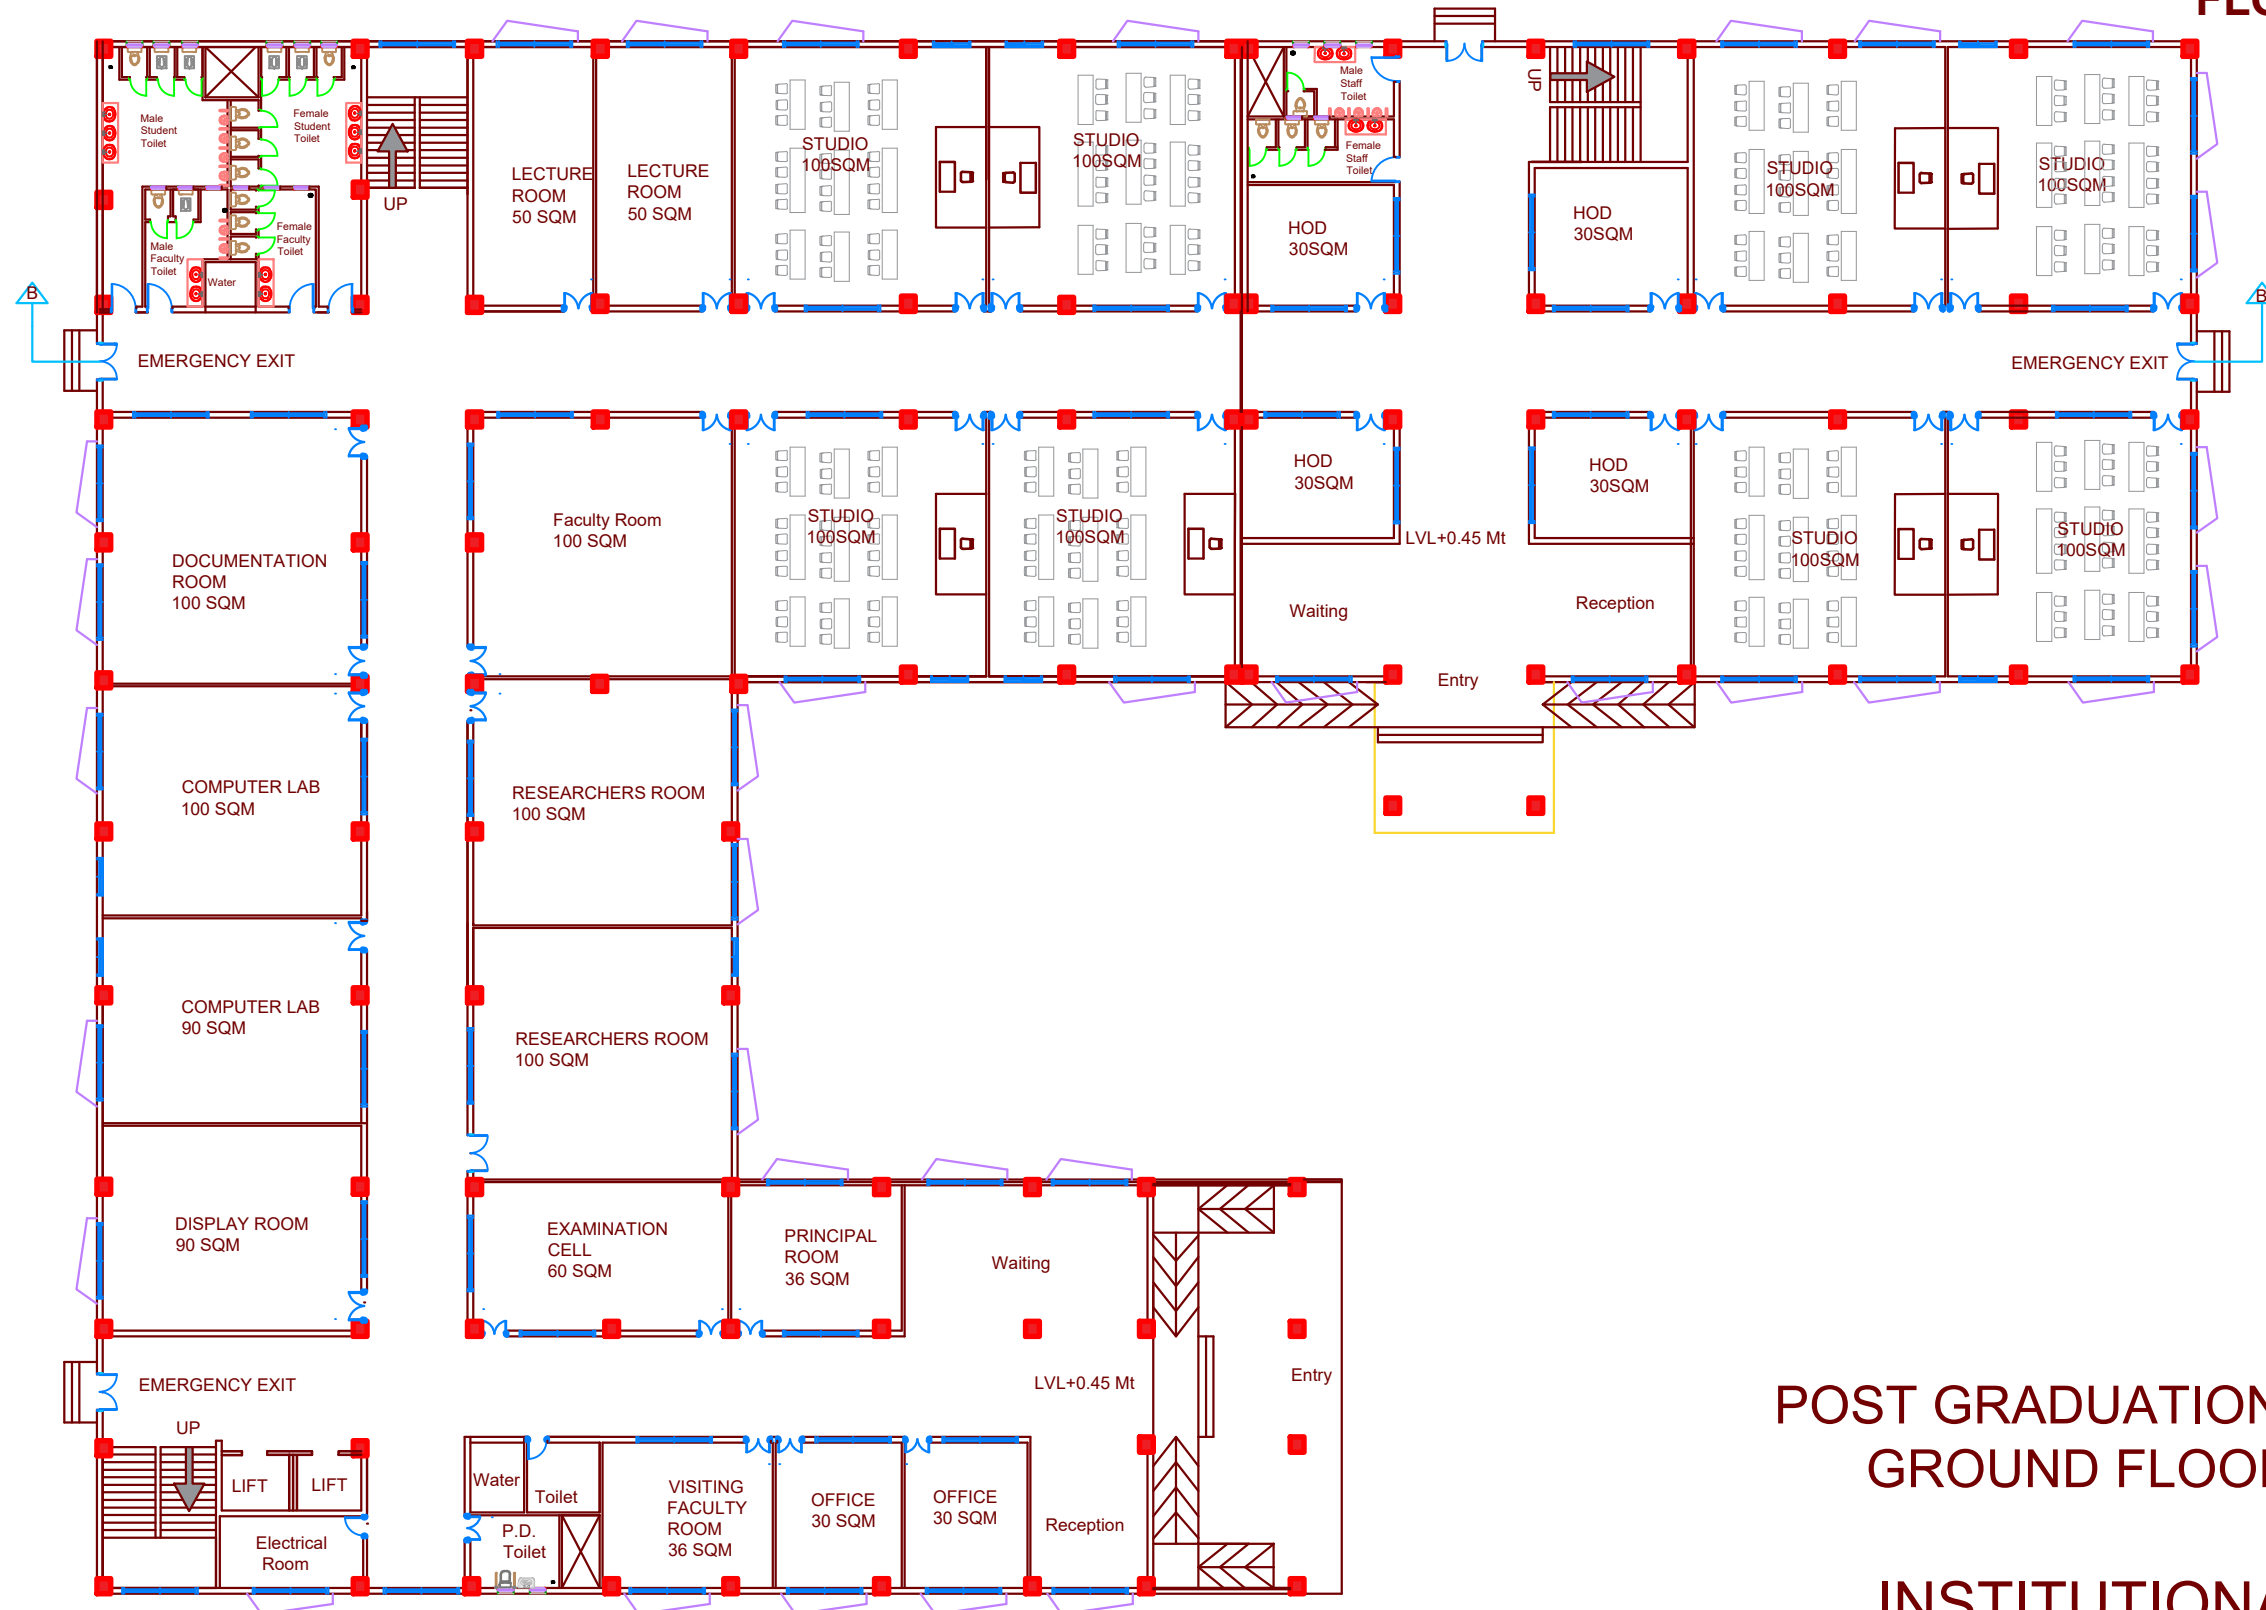 FLO
Male
Student
Toilet
Female
Student
Toilet
Male
Faculty
Toilet
Female
Faculty
Toilet
Water
UP
LECTURE
ROOM
50 SQM
LECTURE
ROOM
50 SQM
STUDIO
100SQM
STUDIO
100SQM
Male
Staff
Toilet
Female
Staff
Toilet
HOD
30SQM
UP
HOD
30SQM
STUDIO
100SQM
STUDIO
100SQM
B
B
EMERGENCY EXIT
EMERGENCY EXIT
DOCUMENTATION
ROOM
100 SQM
Faculty Room
100 SQM
STUDIO
100SQM
STUDIO
100SQM
HOD
30SQM
LVL+0.45 Mt
HOD
30SQM
STUDIO
100SQM
STUDIO
100SQM
Waiting
Reception
Entry
COMPUTER LAB
100 SQM
RESEARCHERS ROOM
100 SQM
COMPUTER LAB
90 SQM
RESEARCHERS ROOM
100 SQM
DISPLAY ROOM
90 SQM
EXAMINATION
CELL
60 SQM
PRINCIPAL
ROOM
36 SQM
Waiting
EMERGENCY EXIT
LVL+0.45 Mt
Entry
UP
LIFT
LIFT
Electrical
Room
Water
Toilet
P.D.
Toilet
VISITING
FACULTY
ROOM
36 SQM
OFFICE
30 SQM
OFFICE
30 SQM
Reception
POST GRADUATION
GROUND FLOOR
INSTITUTIONA